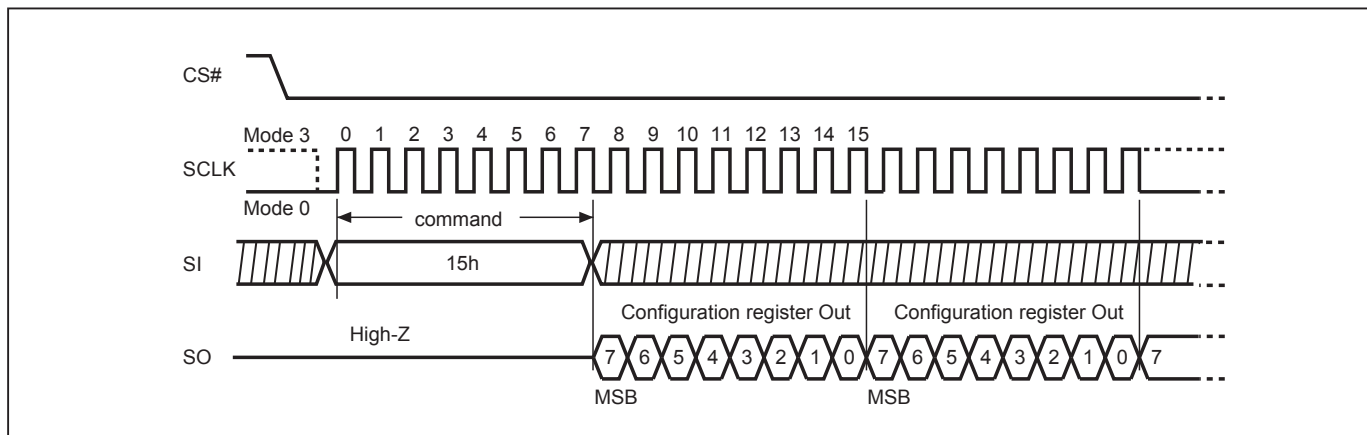 CS#
Mode 3 0 1 2 3 4 5 6 7 8 9 10 11 12 13 14 15
SCLK
Mode 0
command
SI 15h
Configuration register Out Configuration register Out
High-Z
SO 7 6 5 4 3 2 1 0 7 6 5 4 3 2 1 0 7
MSB MSB